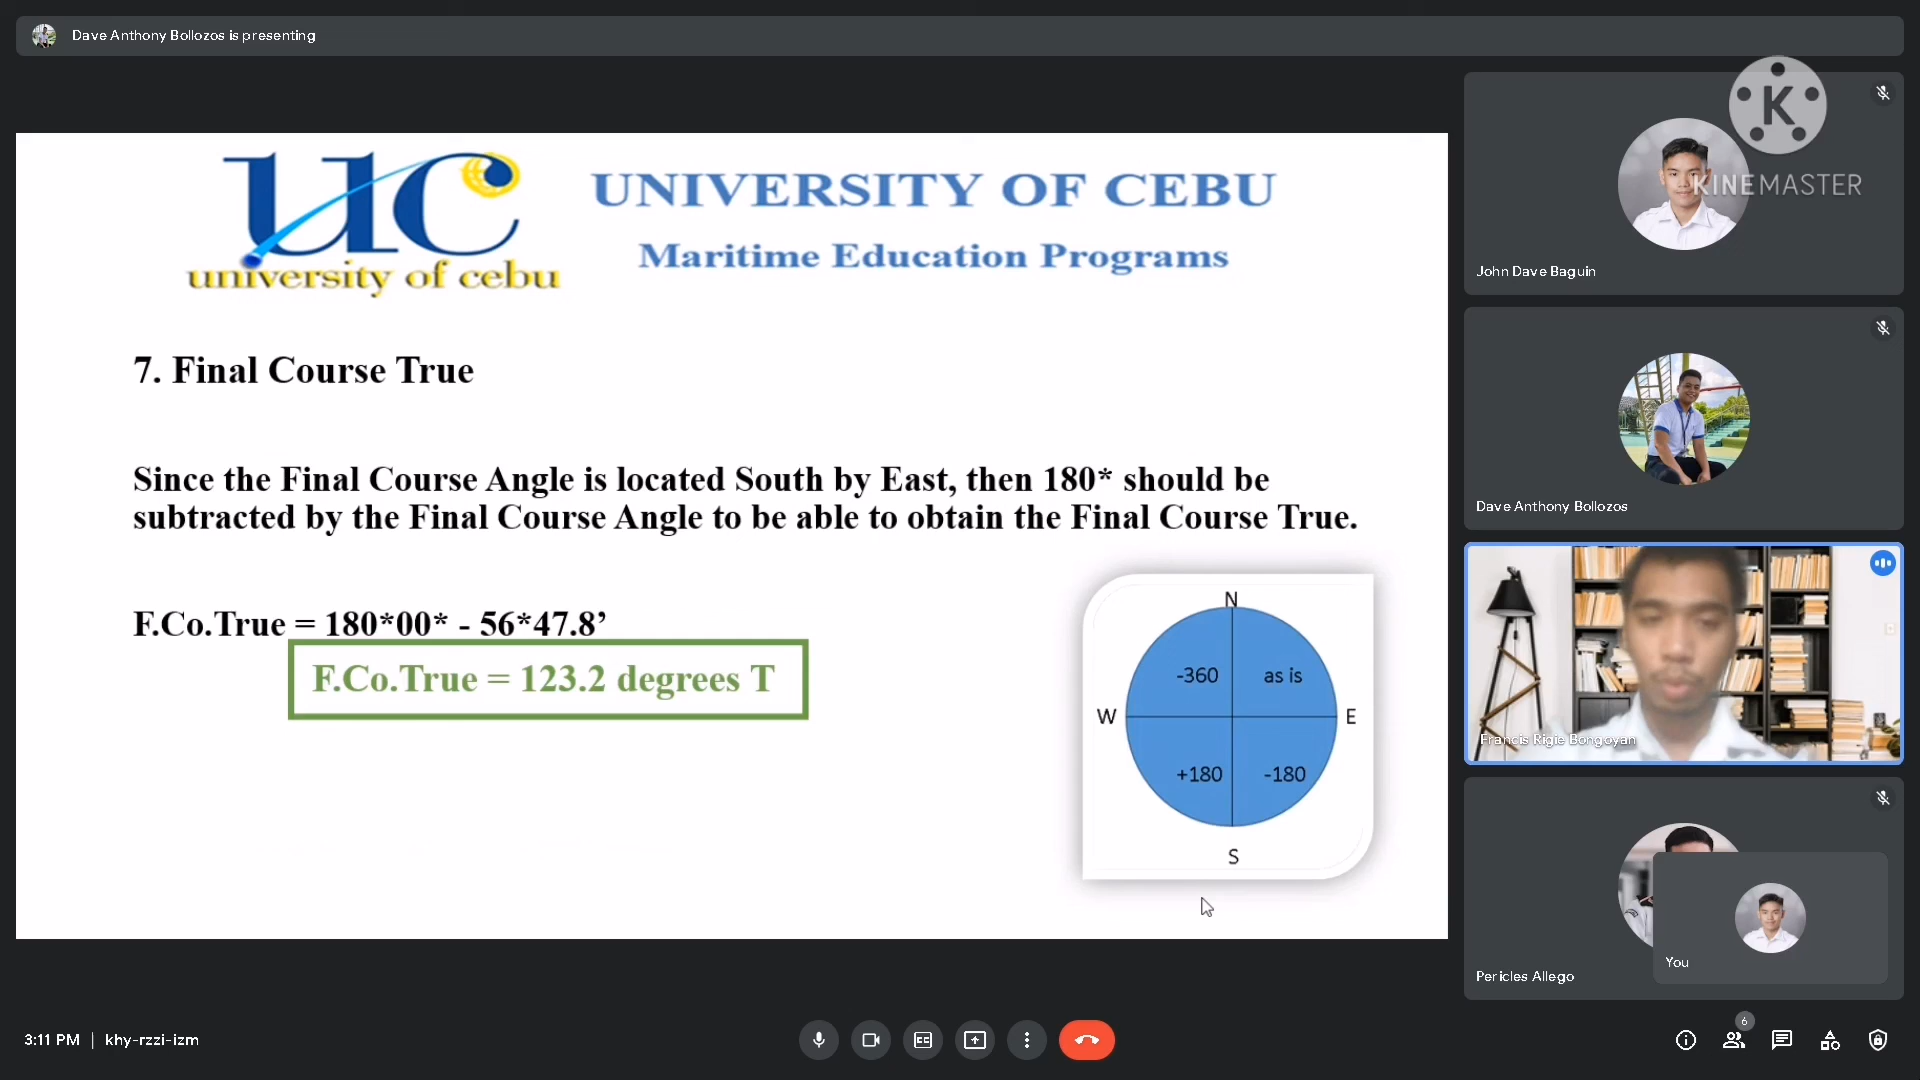 Dave Anthony Bollozos is presenting
uc
university of cebu
UNIVERSITY OF CEBU
Maritime Education Programs
7. Final Course True
Since the Final Course Angle is located South by East, then 180* should be
subtracted by the Final Course Angle to be able to obtain the Final Course True.
F.Co.True = 180*00* - 56*47.8’
F.Co.True = 123.2 degrees T
N
-360
as is
W
E
+180
-180
S
K
KINEMASTER
John Dave Baguin
Dave Anthony Bollozos
Francis Rigie Bongoyan
Pericles Allego
You
3:11 PM | khy-rzzi-izm
CC
6